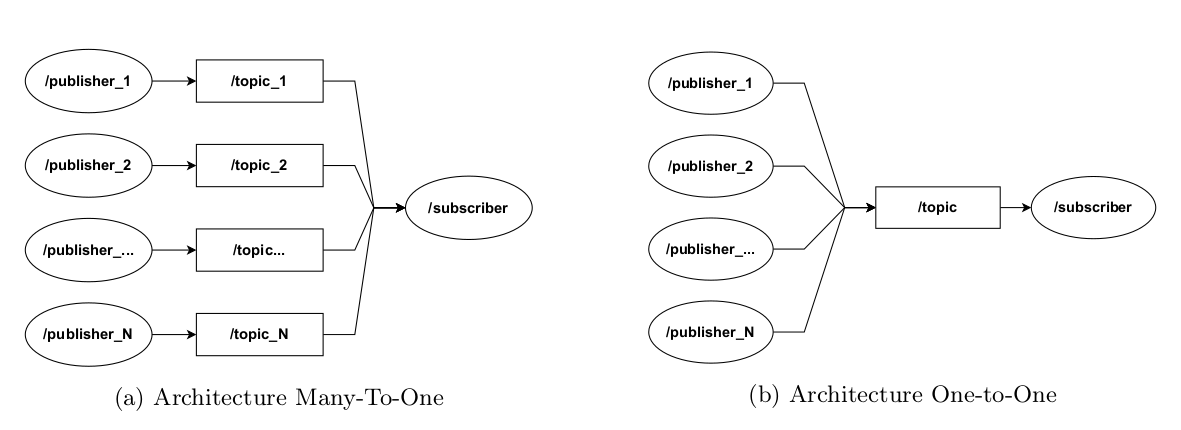 /publisher_1
/topic_1
/publisher_2
/topic_2
/subscriber
/publisher_...
/topic...
/publisher_N
/topic_N
(a) Architecture Many-To-One
/publisher_1
/publisher_2
/topic
/subscriber
/publisher_...
/publisher_N
(b) Architecture One-to-One